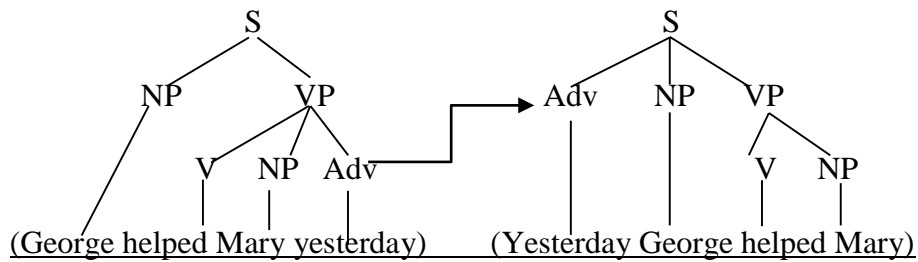 S S
NP VP Adv NP VP
V NP Adv V NP
(George helped Mary yesterday) (Yesterday George helped Mary)